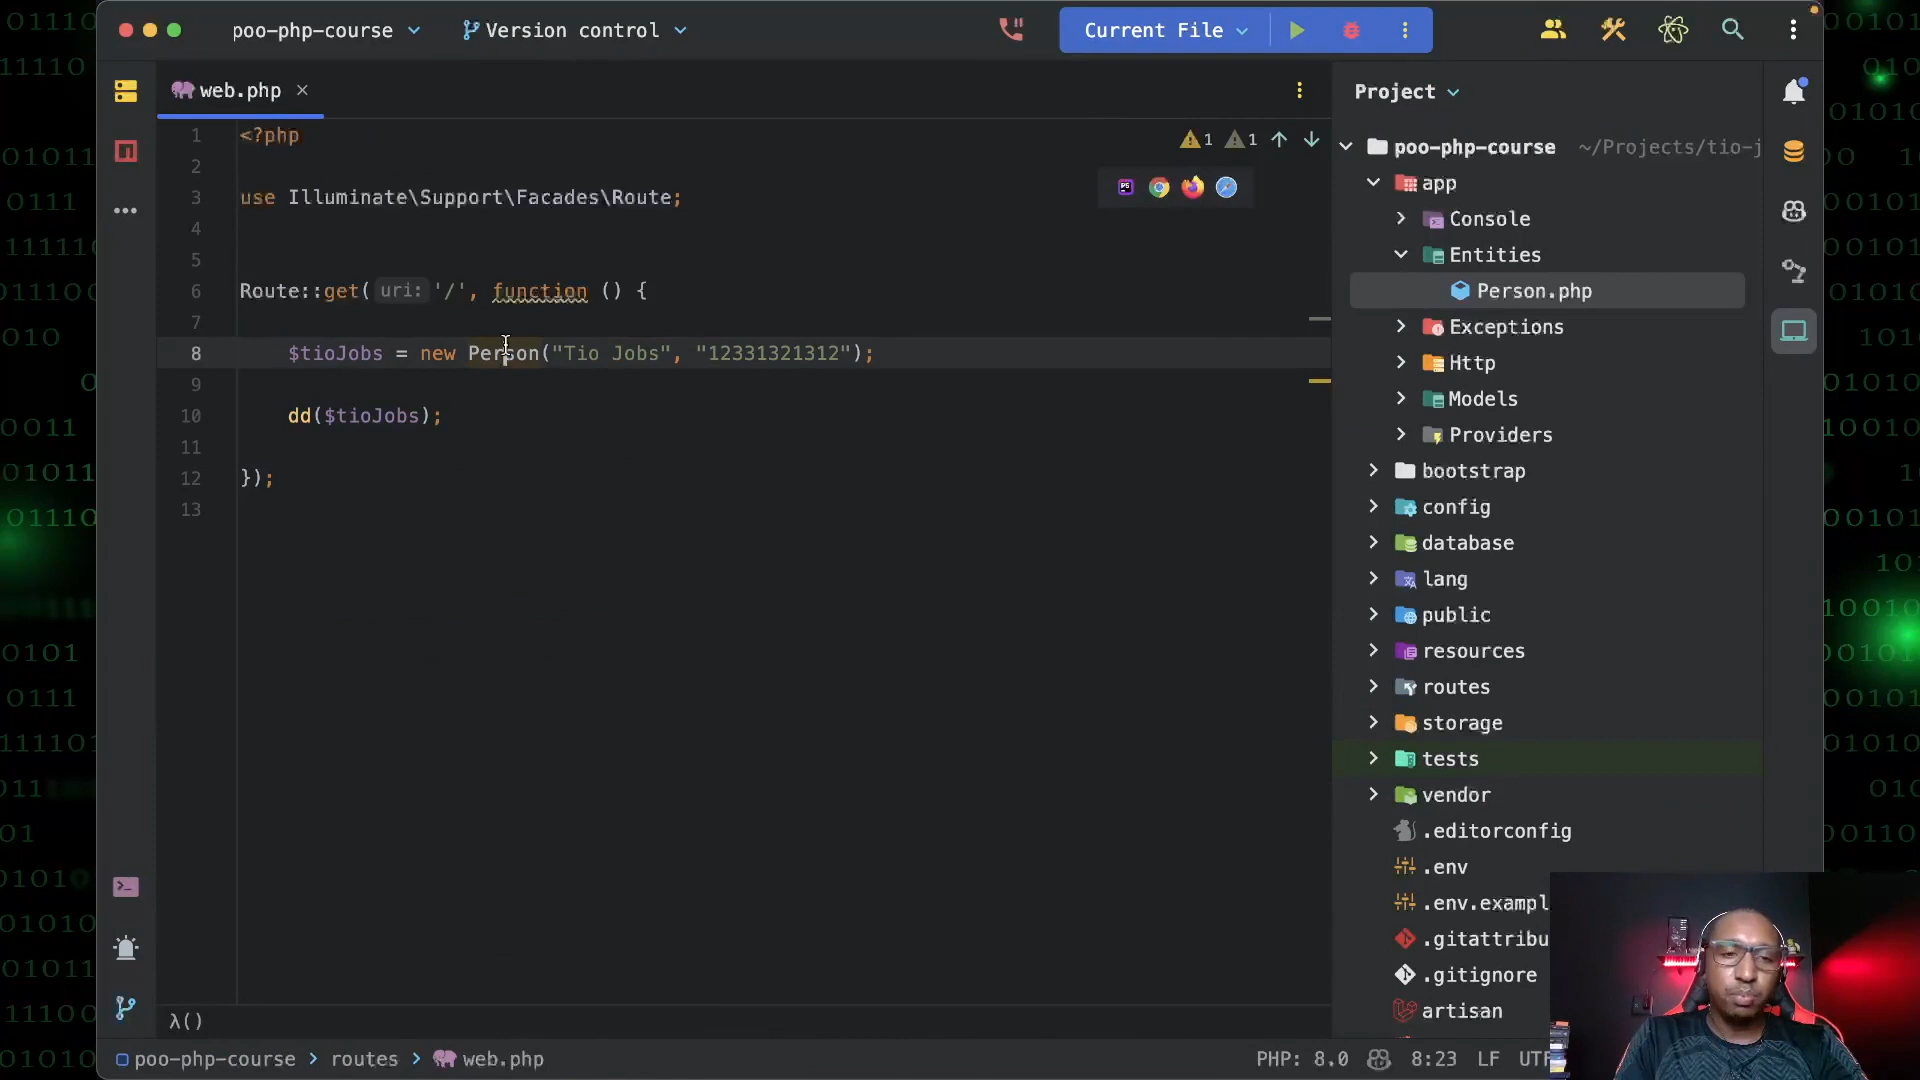 poo-php-course
Version control
Current File
web.php
Project
1 <?php
1 1
2
3 use Illuminate\Support\Facades\Route;
4
5
6 Route::get( uri: '/', function () {
7
8 $tioJobs = new Person("Tio Jobs", "12331321312");
9
10 dd($tioJobs);
11
12 });
13
poo-php-course ~/Projects/tio-j
app
Console
Entities
Person.php
Exceptions
Http
Models
Providers
bootstrap
config
database
lang
public
resources
routes
storage
tests
vendor
.editorconfig
.env
.env.exampl
.gitattribu
.gitignore
artisan
λ()
poo-php-course > routes > web.php
PHP: 8.0 8:23 LF UTF